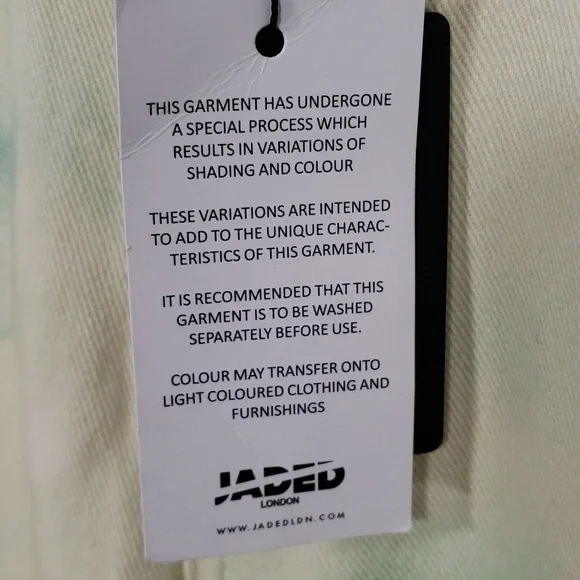 THIS GARMENT HAS UNDERGONE
A SPECIAL PROCESS WHICH
RESULTS IN VARIATIONS OF
SHADING AND COLOUR
THESE VARIATIONS ARE INTENDED
TO ADD TO THE UNIQUE CHARAC-
TERISTICS OF THIS GARMENT.
IT IS RECOMMENDED THAT THIS
GARMENT IS TO BE WASHED
SEPARATELY BEFORE USE.
COLOUR MAY TRANSFER ONTO
LIGHT COLOURED CLOTHING AND
FURNISHINGS
JADED
LONDON
WWW.JADEDLDN.COM